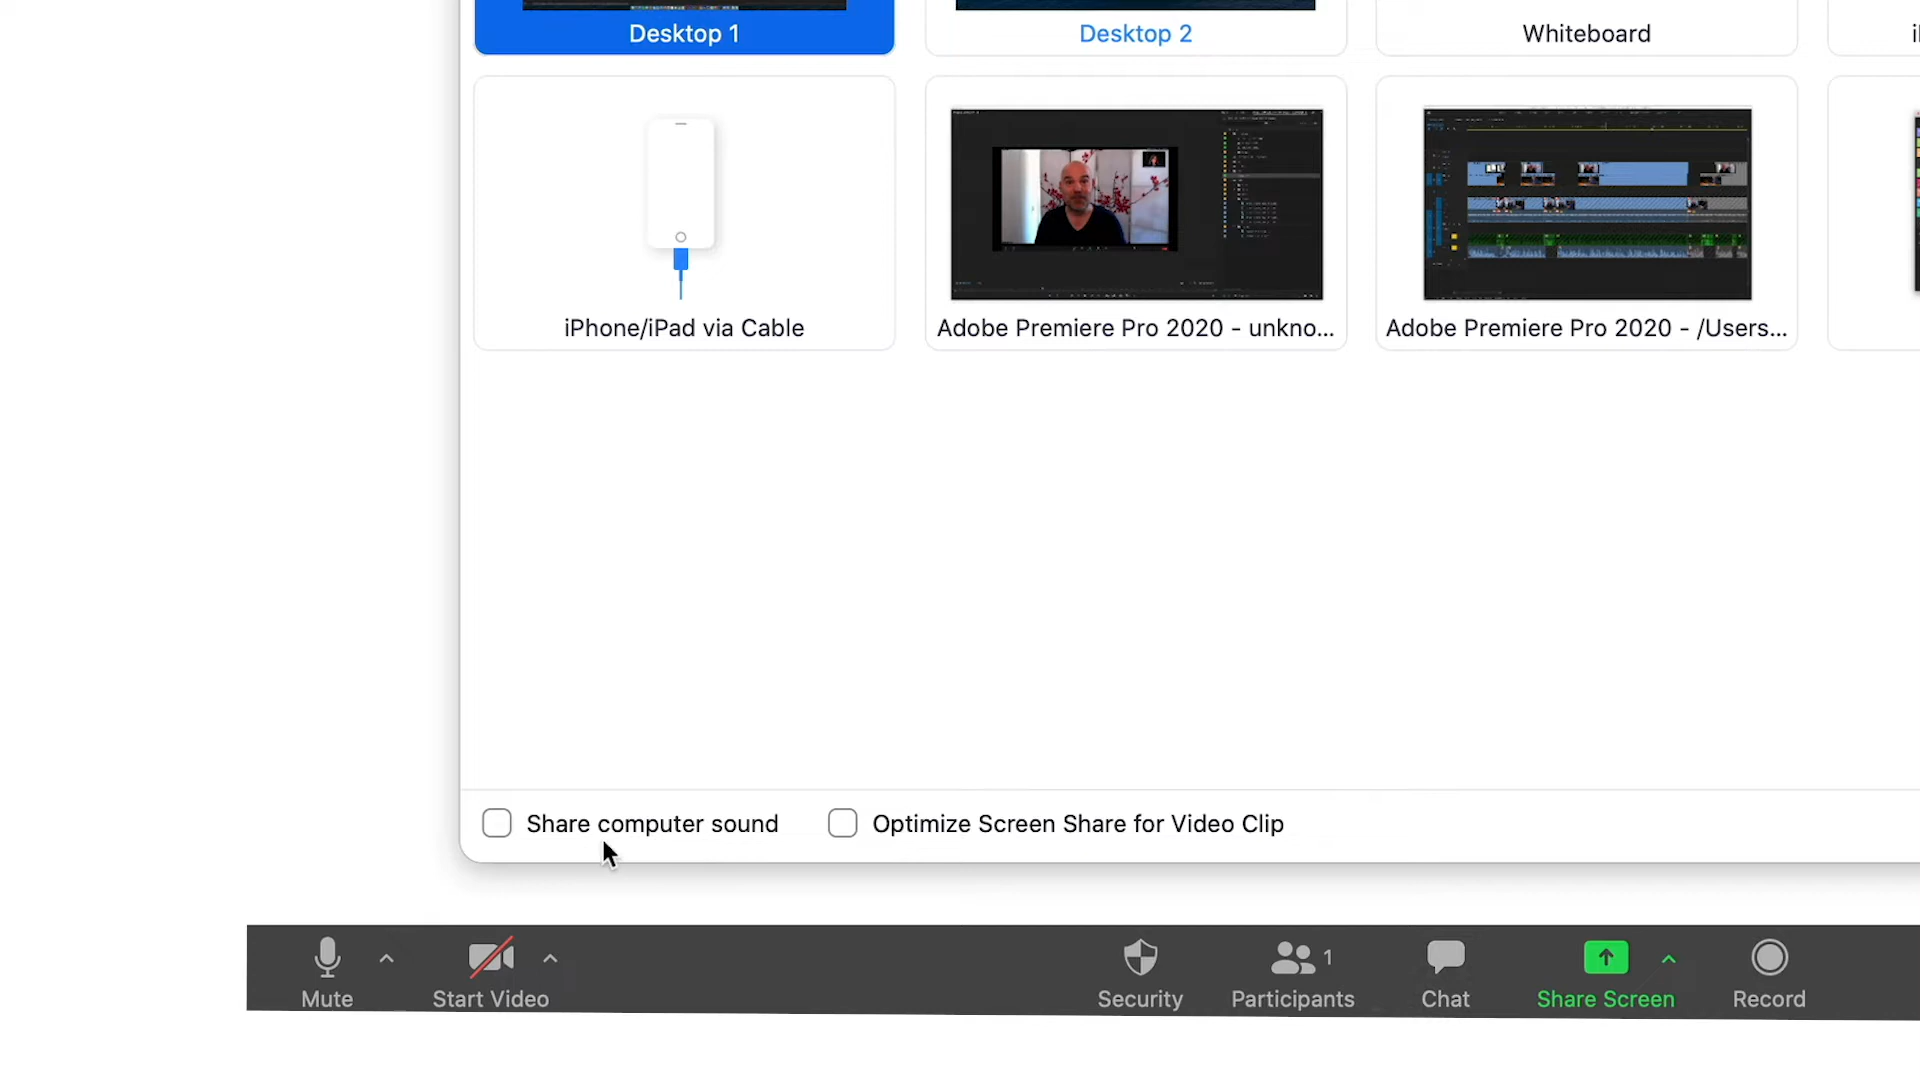 Desktop 1
Desktop 2
Whiteboard
iPhone/iPad via Cable
Adobe Premiere Pro 2020 - unkno...
Adobe Premiere Pro 2020 - /Users...
Share computer sound
Optimize Screen Share for Video Clip
1
Mute
Start Video
Security
Participants
Chat
Share Screen
Record